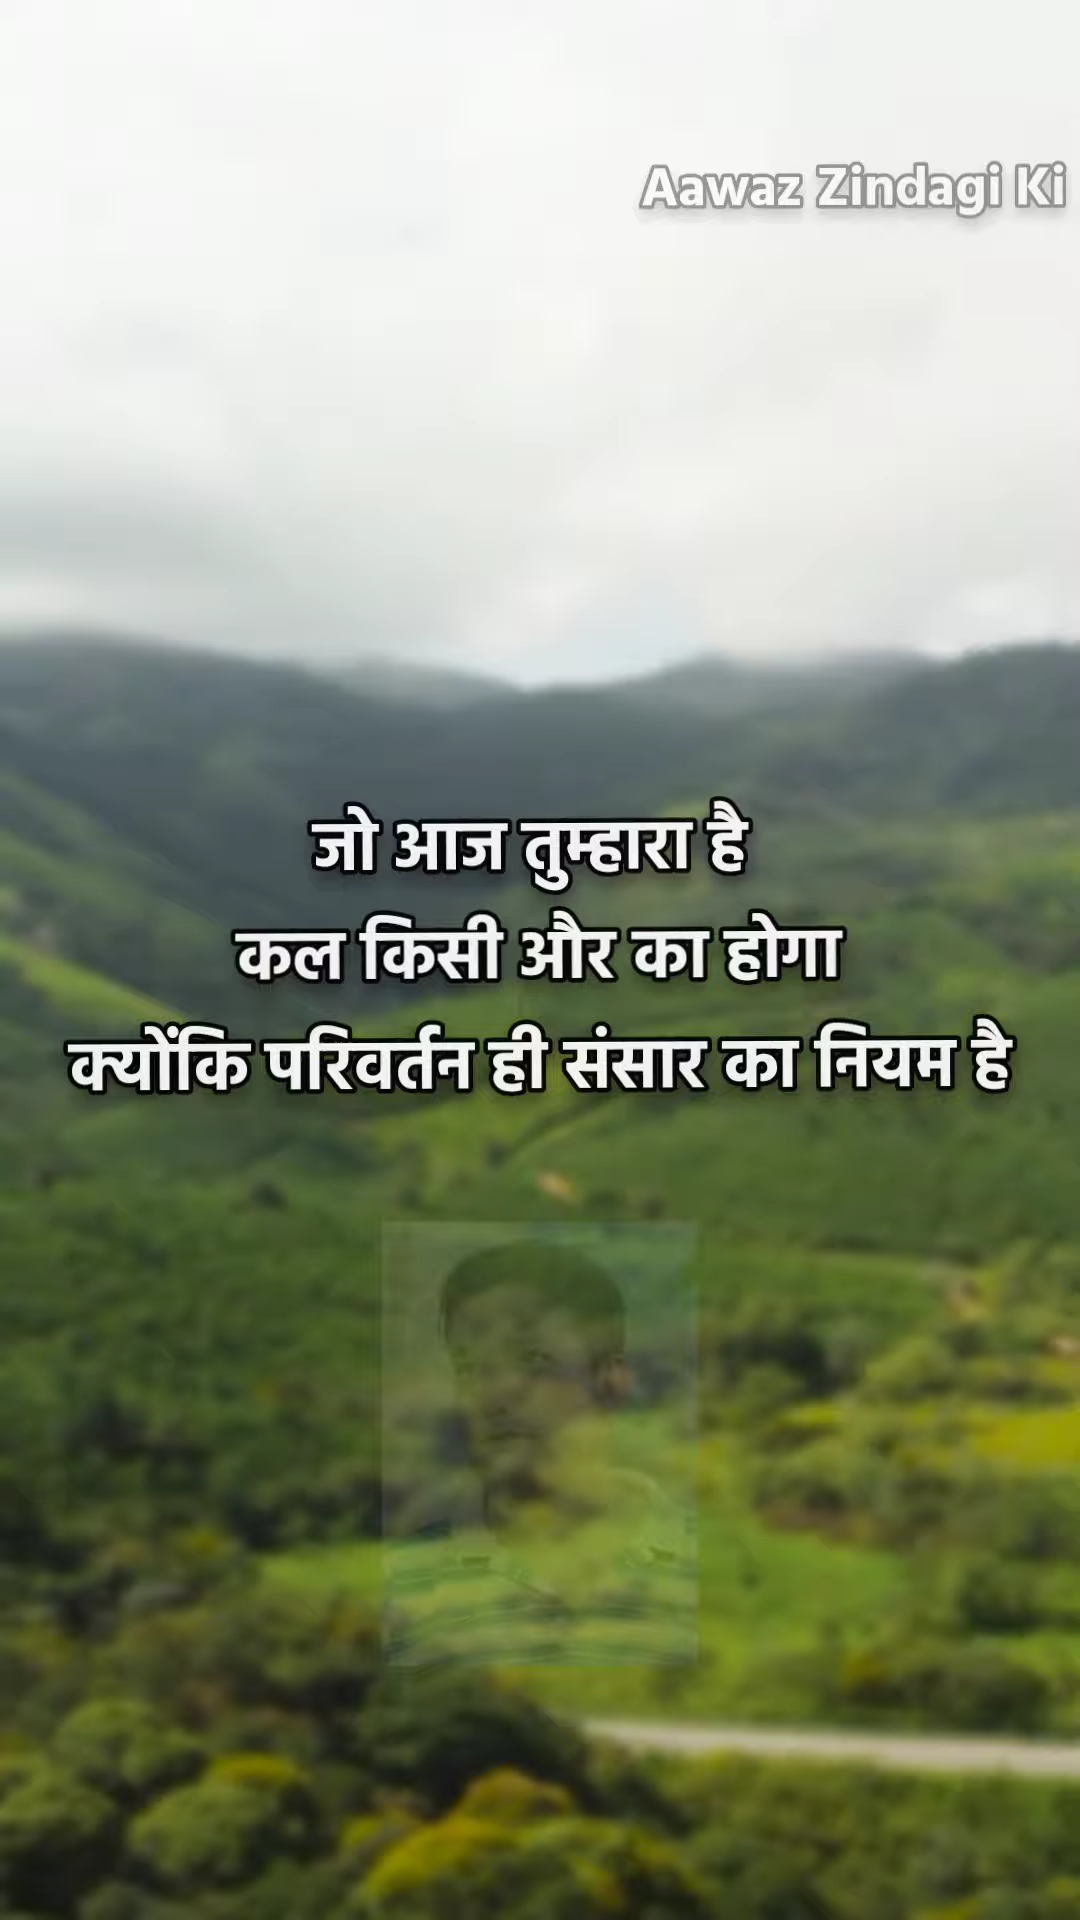 Aawaz Zindagi Ki
जो आज तुम्हारा है
कल किसी और का होगा
क्योंकि परिवर्तन ही संसार का नियम है